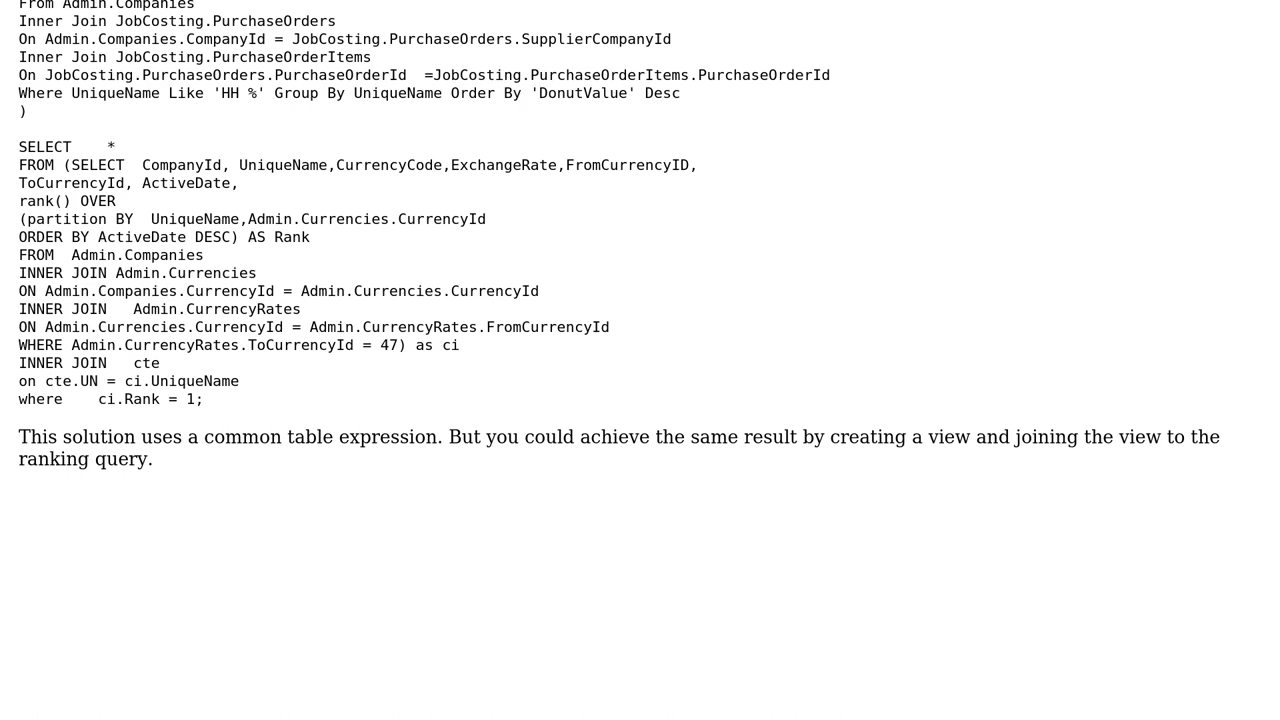 From Admin.Companies
Inner Join JobCosting.PurchaseOrders
On Admin.Companies.CompanyId = JobCosting.PurchaseOrders.SupplierCompanyId
Inner Join JobCosting.PurchaseOrderItems
On JobCosting.PurchaseOrders.PurchaseOrderId  =JobCosting.PurchaseOrderItems.PurchaseOrderId
Where UniqueName Like 'HH %' Group By UniqueName Order By 'DonutValue' Desc
)
SELECT    *
FROM (SELECT  CompanyId, UniqueName,CurrencyCode,ExchangeRate,FromCurrencyID,
ToCurrencyId, ActiveDate,
rank() OVER
(partition BY  UniqueName,Admin.Currencies.CurrencyId
ORDER BY ActiveDate DESC) AS Rank
FROM  Admin.Companies
INNER JOIN Admin.Currencies
ON Admin.Companies.CurrencyId = Admin.Currencies.CurrencyId
INNER JOIN   Admin.CurrencyRates
ON Admin.Currencies.CurrencyId = Admin.CurrencyRates.FromCurrencyId
WHERE Admin.CurrencyRates.ToCurrencyId = 47) as ci
INNER JOIN   cte
on cte.UN = ci.UniqueName
where    ci.Rank = 1;
This solution uses a common table expression. But you could achieve the same result by creating a view and joining the view to the
ranking query.